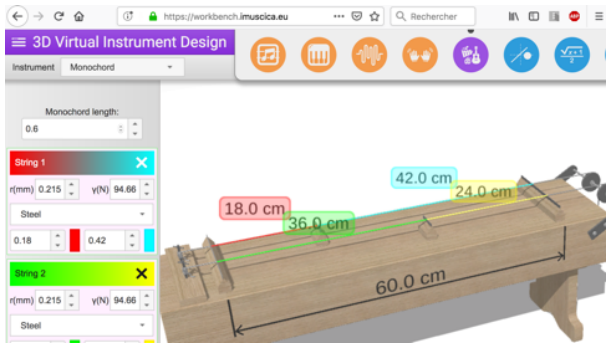 https://workbench.imuscica.eu
Rechercher
3D Virtual Instrument Design
Instrument Monochord
Monochord length:
0.6
String 1
r(mm) 0.215 γ(N) 94.66
Steel
0.18 0.42
String 2
r(mm) 0.215 γ(N) 94.66
Steel
42.0 cm
24.0 cm
18.0 cm
36.0 cm
60.0 cm